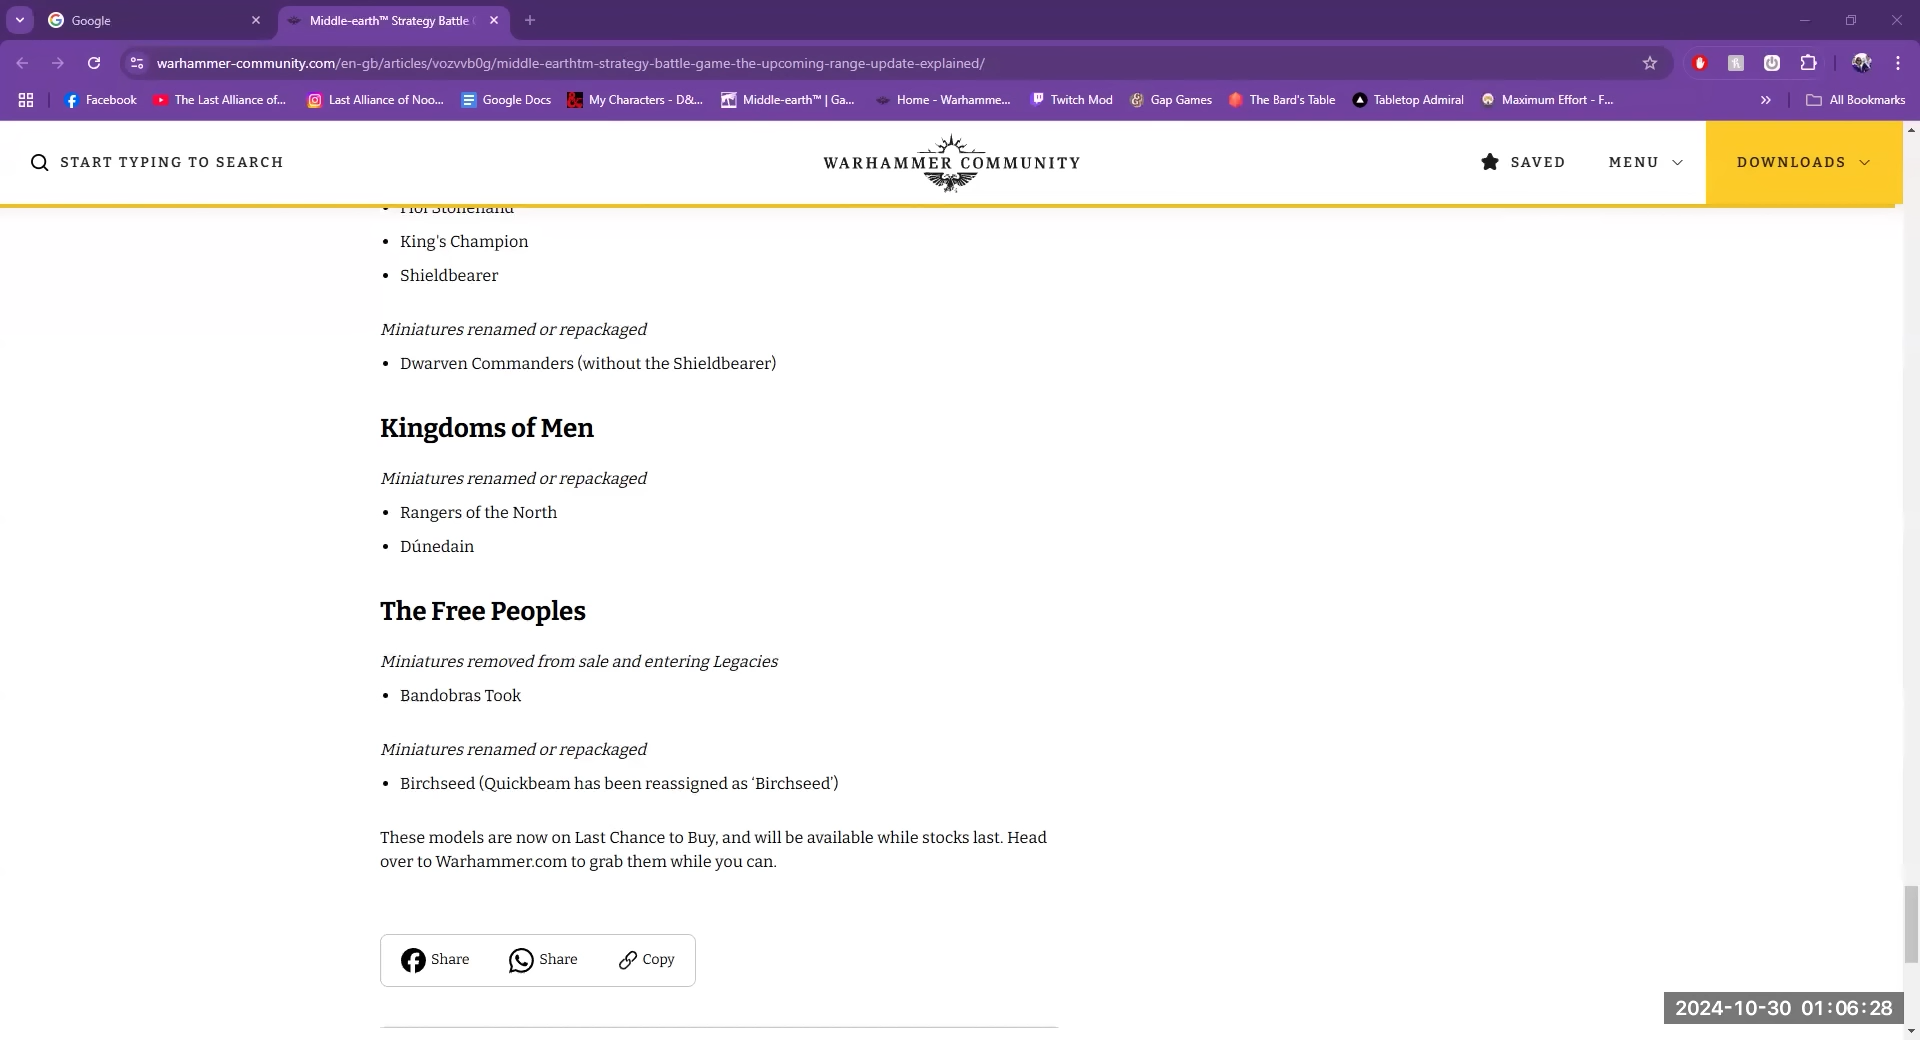 Google
Middle-earth™ Strategy Battle
warhammer-community.com/en-gb/articles/vozvvb0g/middle-earthtm-strategy-battle-game-the-upcoming-range-update-explained/
Facebook
The Last Alliance of...
Last Alliance of Noo...
Google Docs
My Characters - D&...
Middle-earth™ | Ga...
Home - Warhamme...
Twitch Mod
Gap Games
The Bard's Table
Tabletop Admiral
Maximum Effort - F...
All Bookmarks
START TYPING TO SEARCH
WARHAMMER COMMUNITY
SAVED
MENU
DOWNLOADS
• King's Champion
• Shieldbearer
Miniatures renamed or repackaged
• Dwarven Commanders (without the Shieldbearer)
Kingdoms of Men
Miniatures renamed or repackaged
• Rangers of the North
• Dúnedain
The Free Peoples
Miniatures removed from sale and entering Legacies
• Bandobras Took
Miniatures renamed or repackaged
• Birchseed (Quickbeam has been reassigned as ‘Birchseed’)
These models are now on Last Chance to Buy, and will be available while stocks last. Head
over to Warhammer.com to grab them while you can.
Share
Share
Copy
2024-10-30 01:06:28